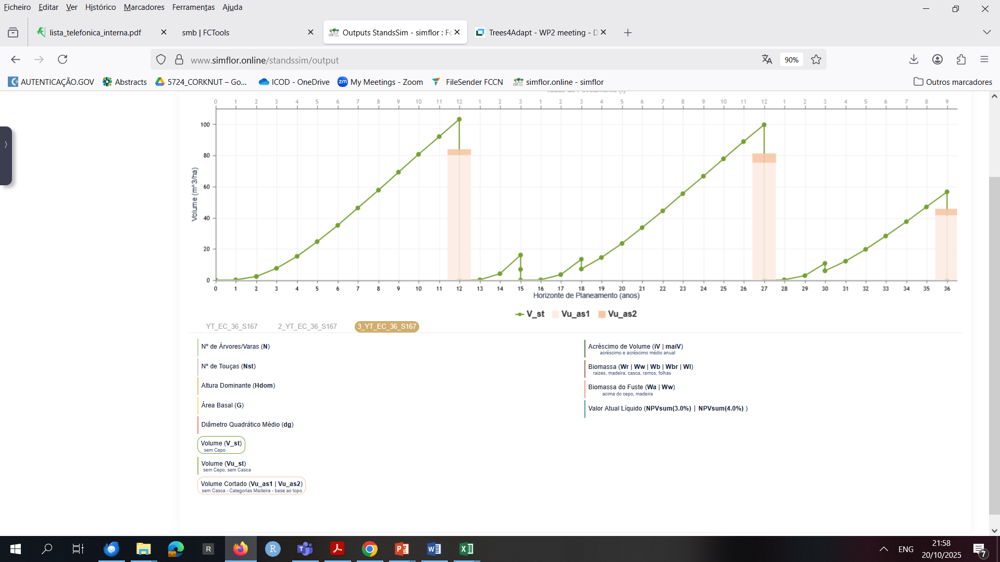 Ficheiro Editar Ver Histórico Marcadores Ferramentas Ajuda
lista_telefonica_interna.pdf smb | FCTools Outputs StandsSim - simflor : Fc Trees4Adapt - WP2 meeting - D
www.simflor.online/standssim/output 90%
AUTENTICAÇÃO.GOV Abstracts 5724_CORKNUT – Go... ICOD - OneDrive zm My Meetings - Zoom FileSender FCCN simflor.online - simflor Outros marcadores
0 1 2 3 4 5 6 7 8 9 10 11 12 1 2 3 1 2 3 4 5 6 7 8 9 10 11 12 1 2 3 4 5 6 7 8 9
100
80
60
40
20
0
Volume (m^3/ha)
0 1 2 3 4 5 6 7 8 9 10 11 12 13 14 15 16 17 18 19 20 21 22 23 24 25 26 27 28 29 30 31 32 33 34 35 36
Horizonte de Planeamento (anos)
V_st Vu_as1 Vu_as2
YT_EC_36_S167 2_YT_EC_36_S167 3_YT_EC_36_S167
Nº de Árvores/Varas (N)
Nº de Touças (Nst)
Altura Dominante (Hdom)
Área Basal (G)
Diâmetro Quadrático Médio (dg)
Volume (V_st)
sem Cepo
Volume (Vu_st)
sem Cepo, sem Casca
Volume Cortado (Vu_as1 | Vu_as2)
sem Casca - Categorias Madeira - base ao topo
Acréscimo de Volume (iV | maiV)
acréscimo e acréscimo médio anual
Biomassa (Wr | Ww | Wb | Wbr | Wl)
raizes, madeira, casca, ramos, folhas
Biomassa do Fuste (Wa | Ww)
acima do cepo, madeira
Valor Atual Líquido (NPVsum(3.0%) | NPVsum(4.0%) )
R R ENG
21:58
20/10/2025
7